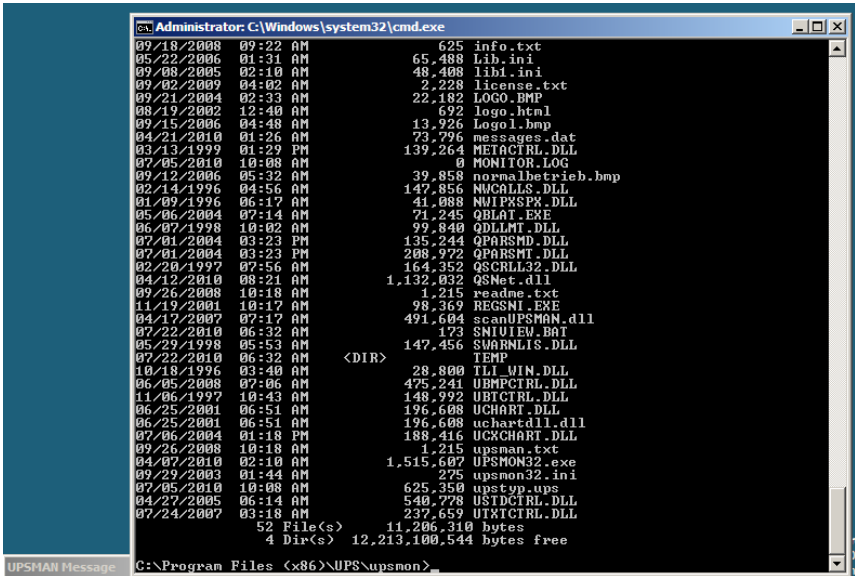 Administrator: C:\Windows\system32\cmd.exe
09/18/2008  09:22 AM               625 info.txt
05/22/2006  01:31 AM            65,488 Lib.ini
09/08/2005  02:10 AM            48,408 lib1.ini
09/02/2009  04:02 AM             2,228 license.txt
09/21/2004  02:33 AM            22,182 LOGO.BMP
08/19/2002  12:40 AM               692 logo.html
09/15/2006  04:48 AM            13,926 Logo1.bmp
04/21/2010  01:26 AM            73,796 messages.dat
03/13/1999  01:29 PM           139,264 METACTRL.DLL
07/05/2010  10:08 AM                 0 MONITOR.LOG
09/12/2006  05:32 AM            39,858 normalbetrieb.bmp
02/14/1996  04:56 AM           147,856 NWCALLS.DLL
01/09/1996  06:17 AM            41,088 NWIPXSPX.DLL
05/06/2004  07:14 AM            71,245 QBLAT.EXE
06/07/1998  10:02 AM            99,840 QDLLMT.DLL
07/01/2004  03:23 PM           135,244 QPARSMD.DLL
07/01/2004  03:23 PM           208,972 QPARSMT.DLL
02/20/1997  07:56 AM           164,352 QSCRLL32.DLL
04/12/2010  08:21 AM         1,132,032 QSNet.dll
09/26/2008  10:18 AM             1,215 readme.txt
11/19/2001  10:17 AM            98,369 REGSNI.EXE
04/17/2007  07:17 AM           491,604 scanUPSMAN.dll
07/22/2010  06:32 AM               173 SNIVIEW.BAT
05/29/1998  05:53 AM           147,456 SWARNLIS.DLL
07/22/2010  06:32 AM    <DIR>          TEMP
10/18/1996  03:40 AM            28,800 TLI_WIN.DLL
06/05/2008  07:06 AM           475,241 UBMPCTRL.DLL
11/06/1997  10:43 AM           148,992 UBTCTRL.DLL
06/25/2001  06:51 AM           196,608 UCHART.DLL
06/25/2001  06:51 AM           196,608 uchartdll.dll
07/06/2004  01:18 PM           188,416 UCXCHART.DLL
09/26/2008  10:18 AM             1,215 upsman.txt
04/07/2010  02:10 AM         1,515,607 UPSMON32.exe
09/29/2003  01:44 AM               275 upsmon32.ini
07/05/2010  10:08 AM           625,350 upstyp.ups
04/27/2005  06:14 AM           540,778 USTDCTRL.DLL
07/24/2007  03:18 AM           237,659 UTXTCTRL.DLL
52 File(s)     11,206,310 bytes
4 Dir(s)  12,213,100,544 bytes free
C:\Program Files (x86)\UPS\upsmon>_
UPSMAN Message